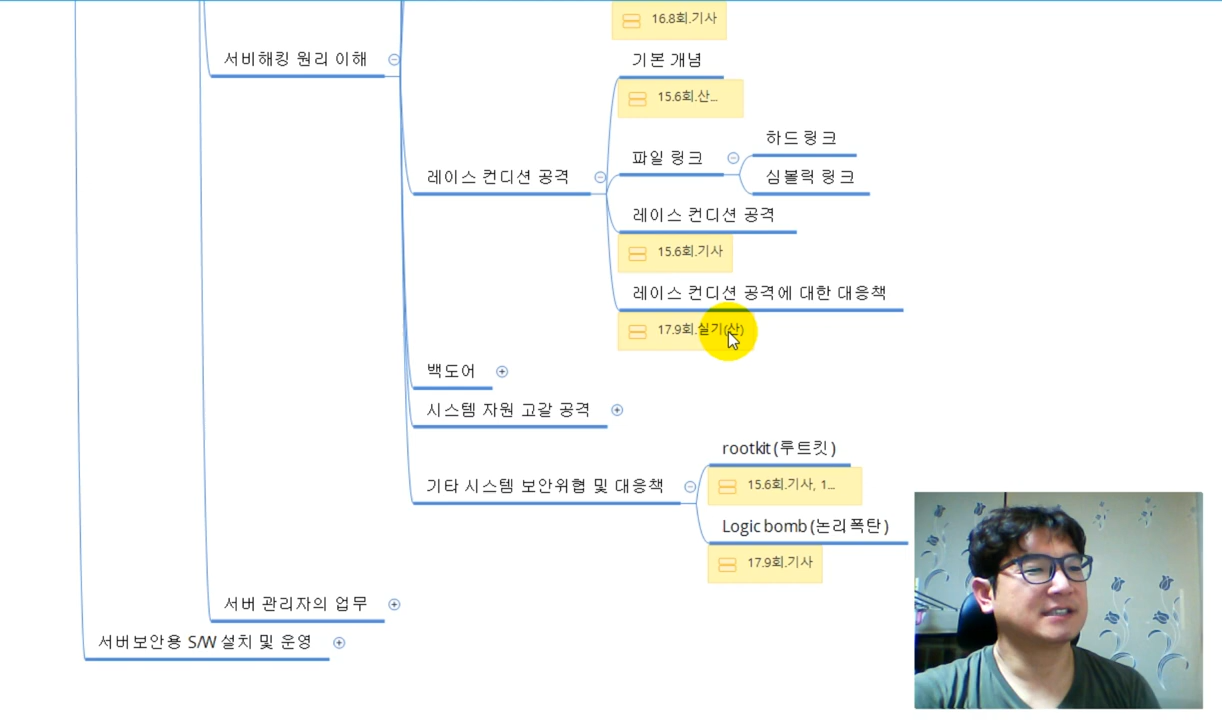 16.8회.기사
서비해킹 원리 이해
기본 개념
15.6회.산...
하드 링크
파일 링크
심볼릭 링크
레이스 컨디션 공격
레이스 컨디션 공격
15.6회.기사
레이스 컨디션 공격에 대한 대응책
17.9회.실기(산)
백도어
시스템 자원 고갈 공격
rootkit (루트킷)
기타 시스템 보안위협 및 대응책
15.6회.기사, 1...
Logic bomb (논리폭탄)
17.9회.기사
서버 관리자의 업무
서버보안용 S/W 설치 및 운영